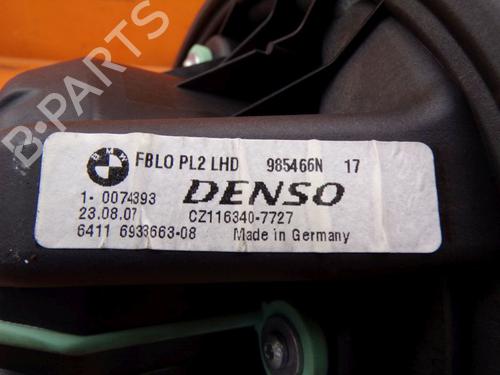 B-PARTS
BMW
FBLO PL2 LHD 985466N 17
1- 0074393
DENSO
23.08.07
CZ116340-7727
6411 6933663-08
Made in Germany